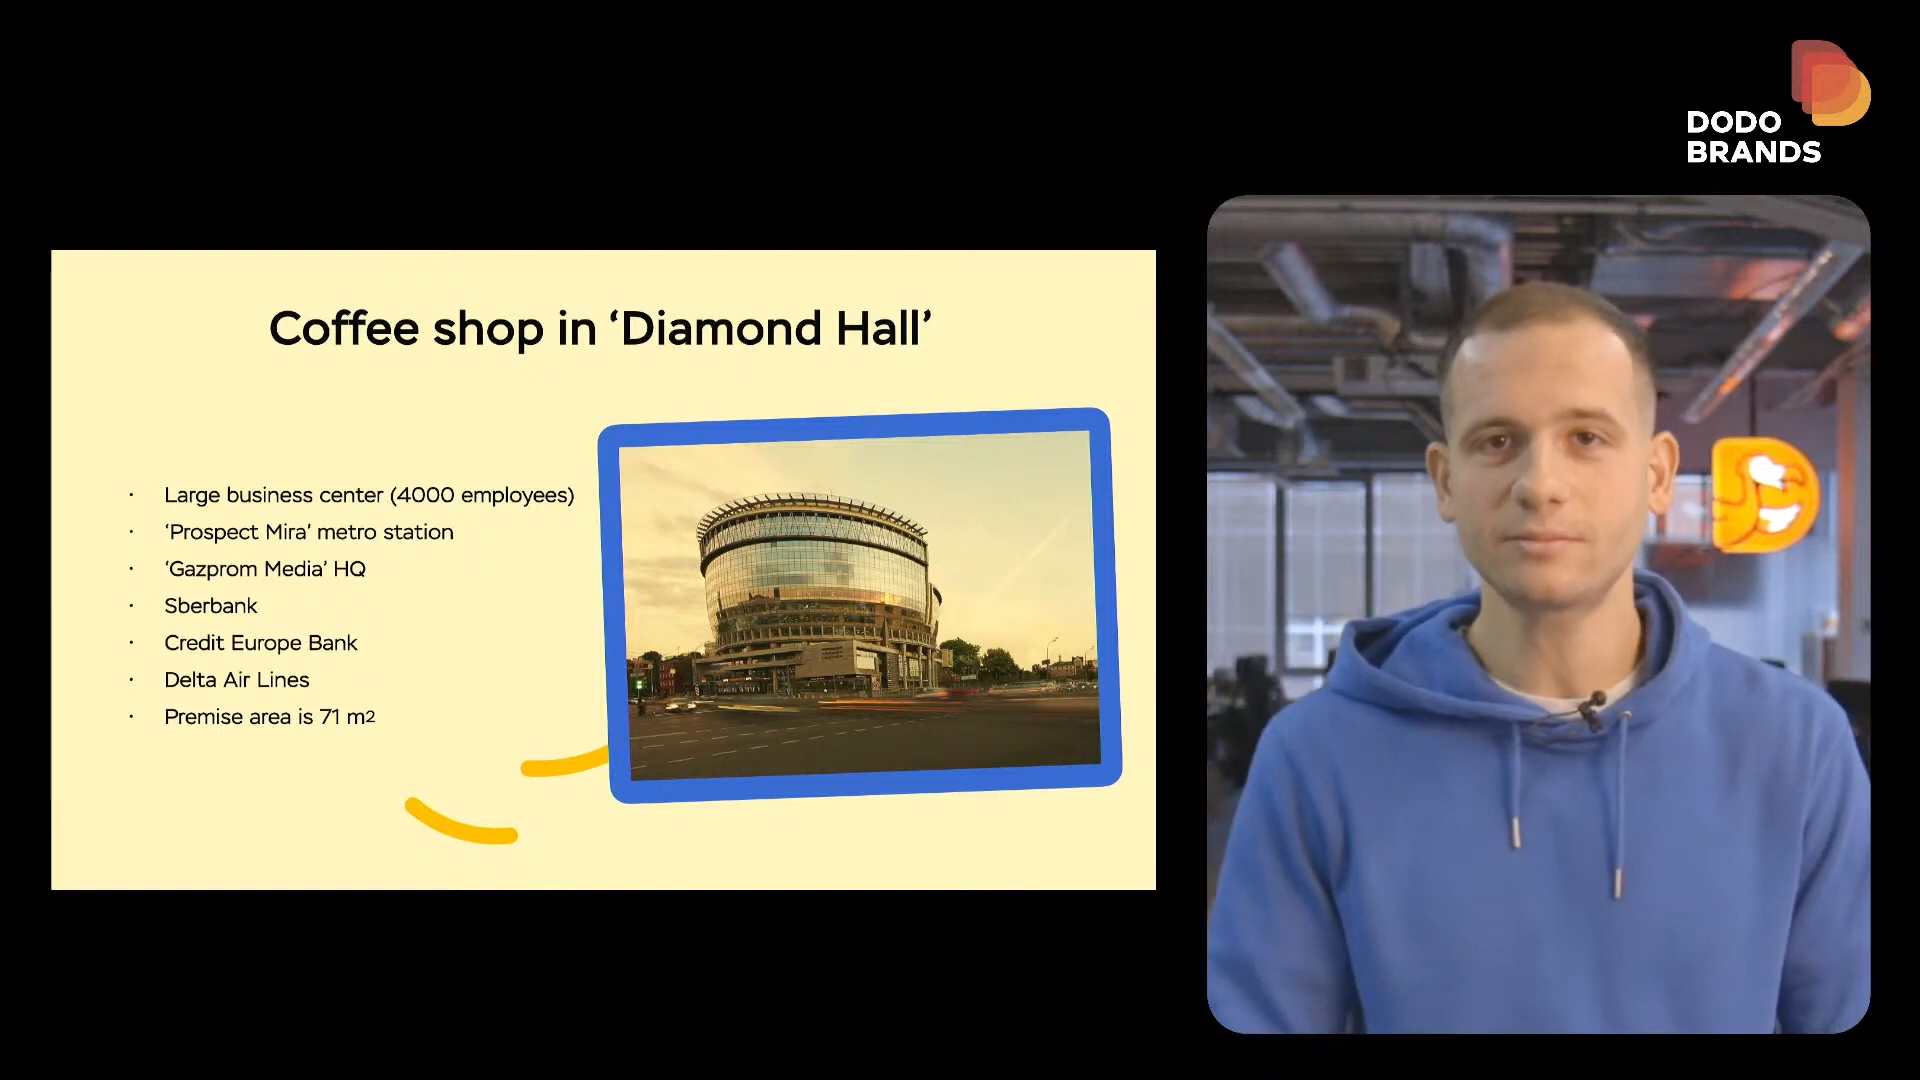 DODO
BRANDS
Coffee shop in ‘Diamond Hall’
· Large business center (4000 employees)
· ‘Prospect Mira’ metro station
· ‘Gazprom Media’ HQ
· Sberbank
· Credit Europe Bank
· Delta Air Lines
· Premise area is 71 m2